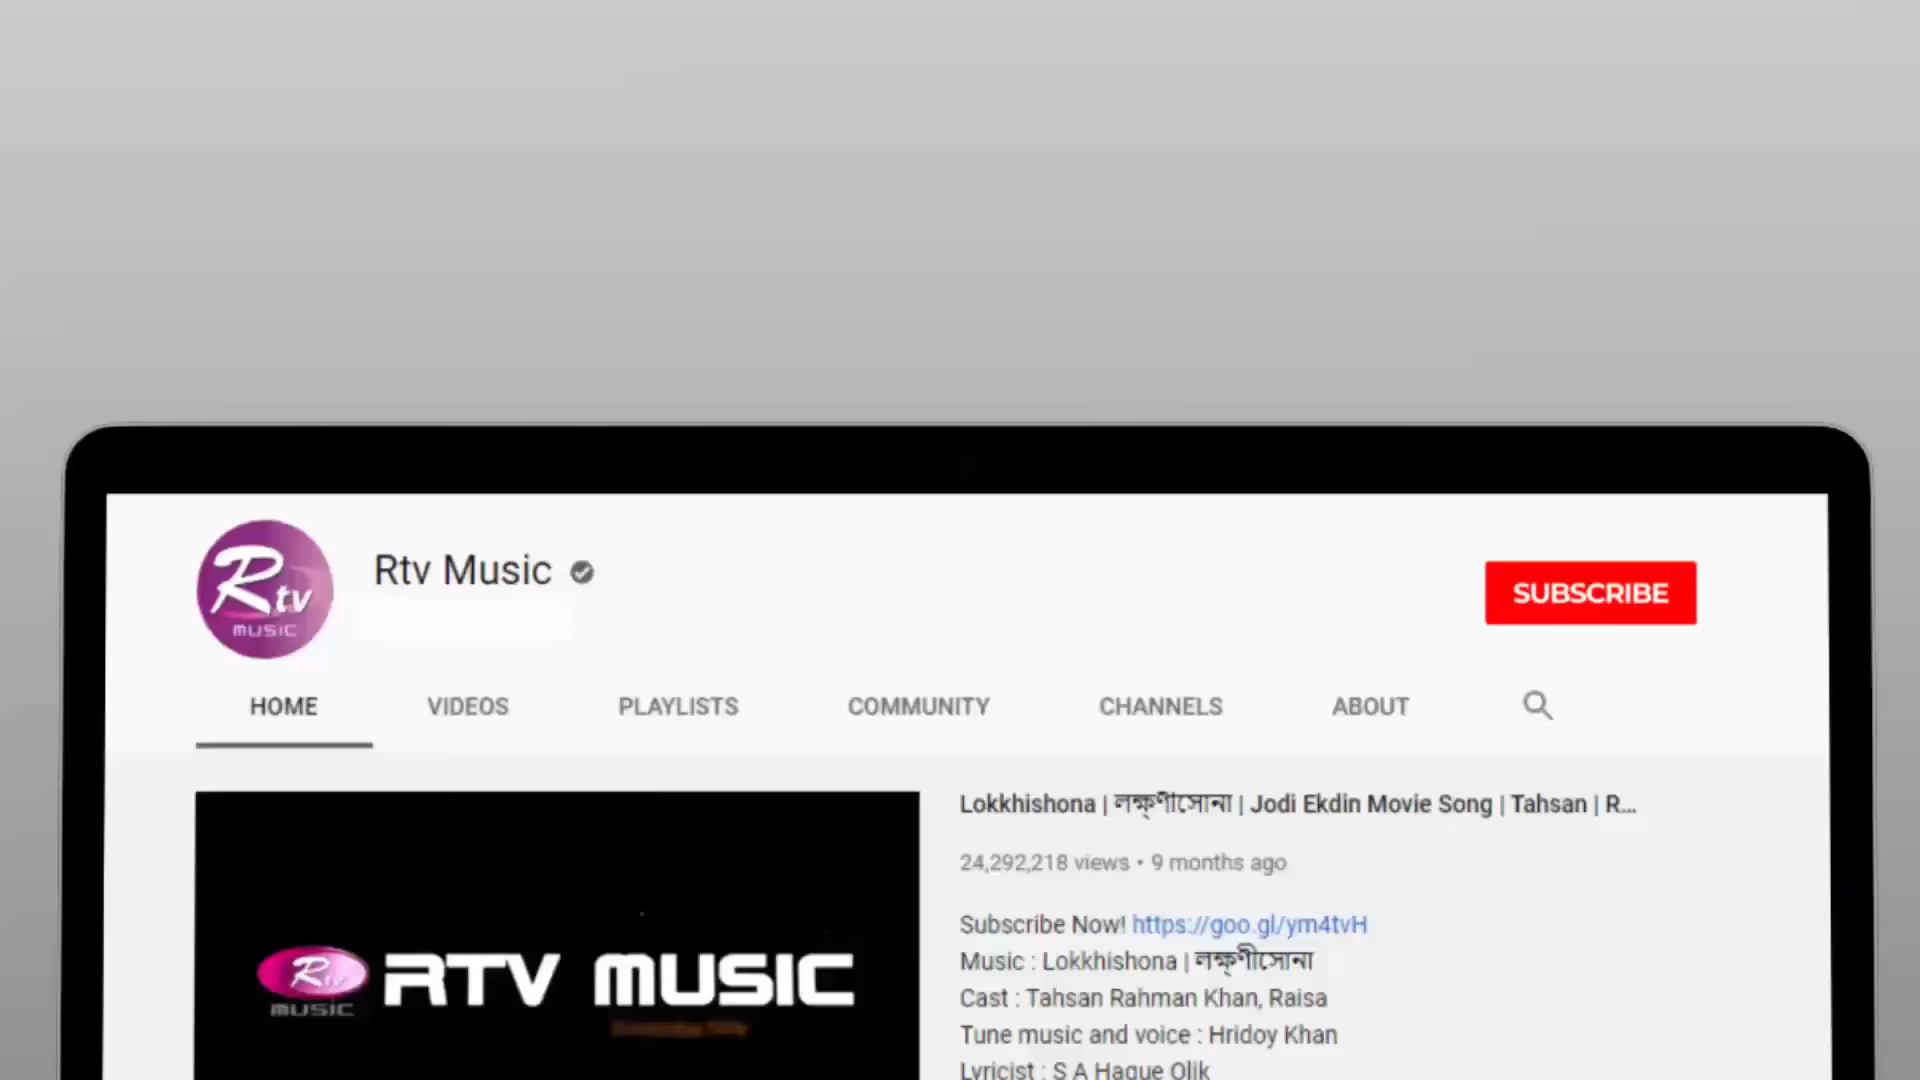 Rtv
MUSIC
Rtv Music
SUBSCRIBE
HOME VIDEOS PLAYLISTS COMMUNITY CHANNELS ABOUT
Lokkhishona | লক্ষ্ণীসোনা | Jodi Ekdin Movie Song | Tahsan | R...
24,292,218 views • 9 months ago
Subscribe Now! https://goo.gl/ym4tvH
Music : Lokkhishona | লক্ষ্ণীসোনা
Cast : Tahsan Rahman Khan, Raisa
Tune music and voice : Hridoy Khan
Lyricist : S A Haque Olik
Rtv
MUSIC
RTV MUSIC